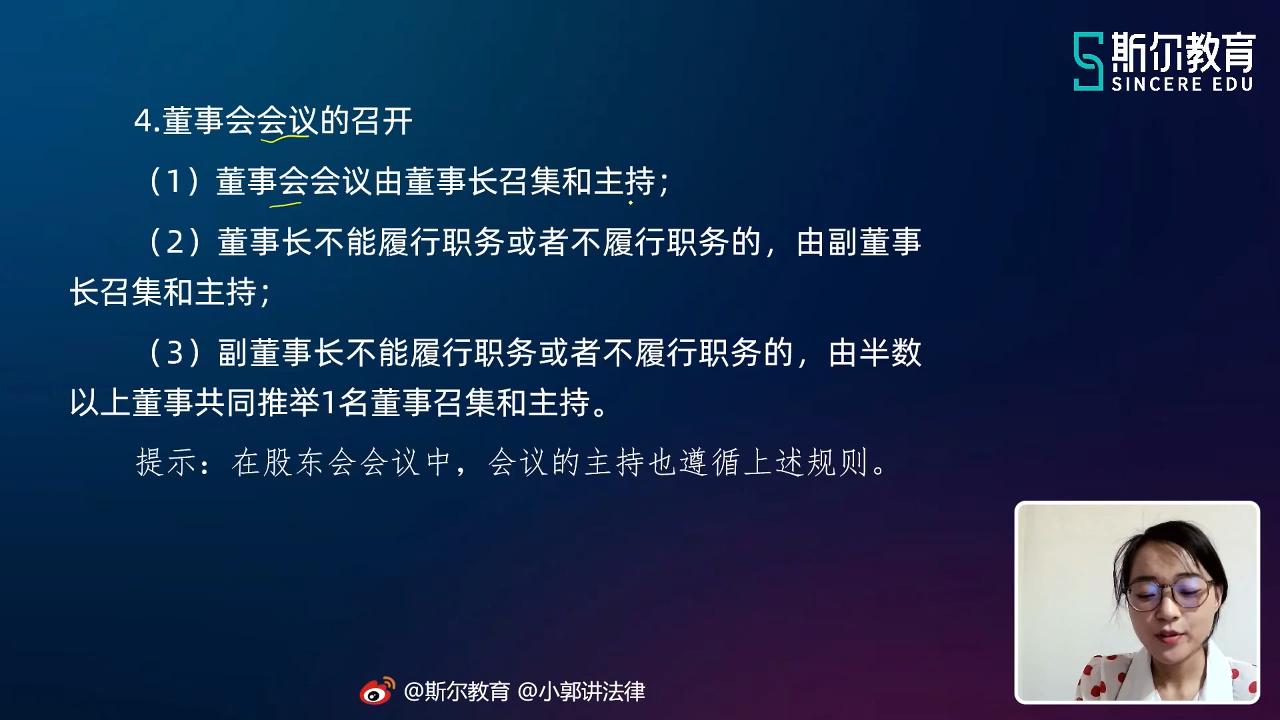 斯尔教育
SINCERE EDU
4.董事会会议的召开
（1）董事会会议由董事长召集和主持；
（2）董事长不能履行职务或者不履行职务的，由副董事
长召集和主持；
（3）副董事长不能履行职务或者不履行职务的，由半数
以上董事共同推举1名董事召集和主持。
提示：在股东会会议中，会议的主持也遵循上述规则。
@斯尔教育 @小郭讲法律